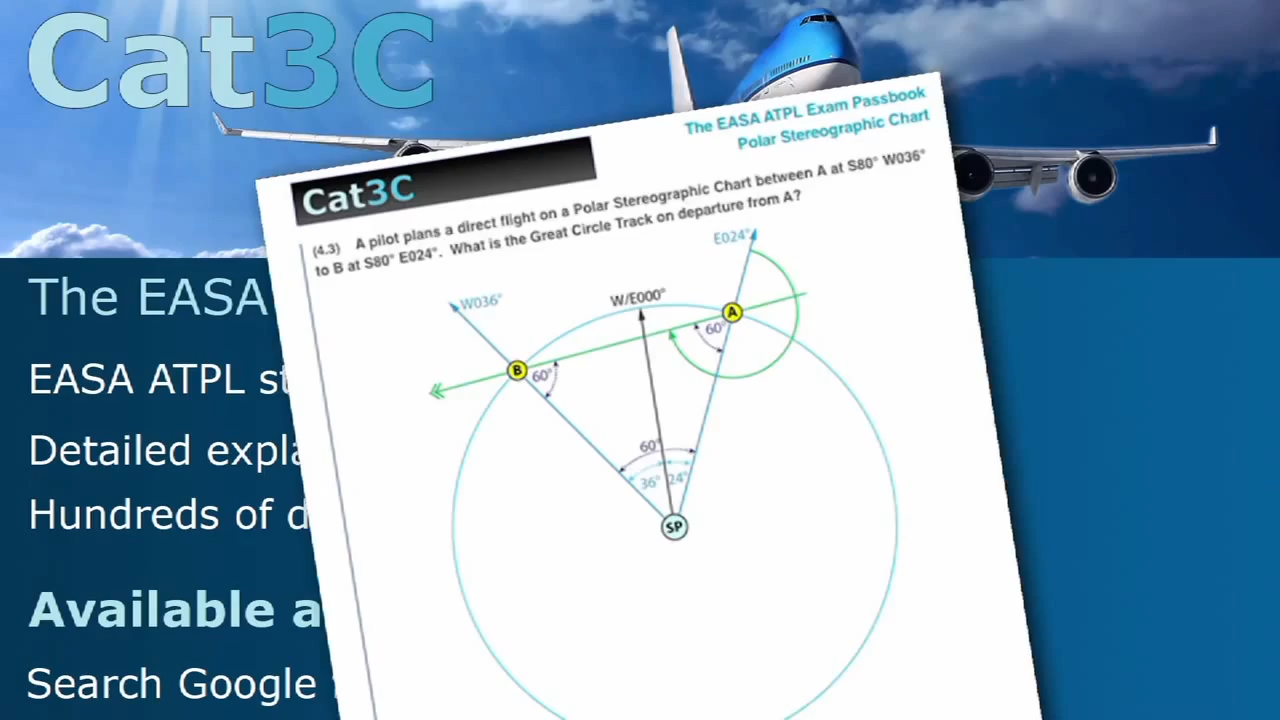 Cat3C
The EASA ATPL Exam Passbook
Polar Stereographic Chart
Cat3C
(4.3) A pilot plans a direct flight on a Polar Stereographic Chart between A at S80° W036°
to B at S80° E024°. What is the Great Circle Track on departure from A?
E024°
W036°
W/E000°
A
60°
B
60°
60°
36° 24°
SP
The EASA
EASA ATPL
Detailed
Hundreds of
Available
Search Google